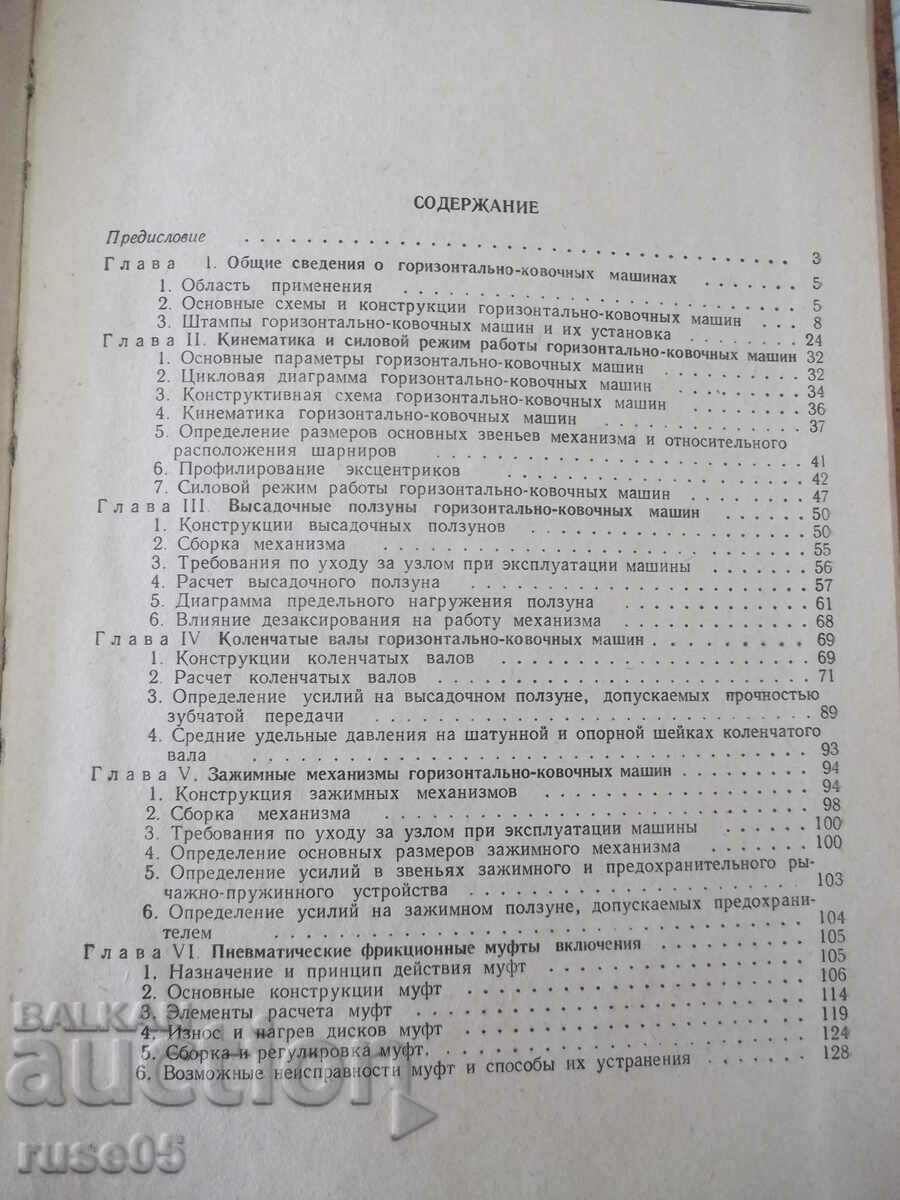 СОДЕРЖАНИЕ
Предисловие . . . 3
Глава I. Общие сведения о горизонтально-ковочных машинах . . . 5
1. Область применения . . . 5
2. Основные схемы и конструкции горизонтально-ковочных машин . . . 8
3. Штампы горизонтально-ковочных машин и их установка . . . 24
Глава II. Кинематика и силовой режим работы горизонтально-ковочных машин 32
1. Основные параметры горизонтально-ковочных машин . . . 32
2. Цикловая диаграмма горизонтально-ковочных машин . . . 34
3. Конструктивная схема горизонтально-ковочных машин . . . 36
4. Кинематика горизонтально-ковочных машин . . . 37
5. Определение размеров основных звеньев механизма и относительного
расположения шарниров . . . 41
6. Профилирование эксцентриков . . . 42
7. Силовой режим работы горизонтально-ковочных машин . . . 47
Глава III. Высадочные ползуны горизонтально-ковочных машин . . . 50
1. Конструкции высадочных ползунов . . . 50
2. Сборка механизма . . . 55
3. Требования по уходу за узлом при эксплуатации машины . . . 56
4. Расчет высадочного ползуна . . . 57
5. Диаграмма предельного нагружения ползуна . . . 61
6. Влияние дезаксирования на работу механизма . . . 68
Глава IV Коленчатые валы горизонтально-ковочных машин . . . 69
1. Конструкции коленчатых валов . . . 69
2. Расчет коленчатых валов . . . 71
3. Определение усилий на высадочном ползуне, допускаемых прочностью
зубчатой передачи . . . 89
4. Средние удельные давления на шатунной и опорной шейках коленчатого
вала . . . 93
Глава V. Зажимные механизмы горизонтально-ковочных машин . . . 94
1. Конструкция зажимных механизмов . . . 94
2. Сборка механизма . . . 98
3. Требования по уходу за узлом при эксплуатации машины . . . 100
4. Определение основных размеров зажимного механизма . . . 100
5. Определение усилий в звеньях зажимного и предохранительного ры-
чажно-пружинного устройства . . . 103
6. Определение усилий на зажимном ползуне, допускаемых предохрани-
телем . . . 104
Глава VI. Пневматические фрикционные муфты включения . . . 105
1. Назначение и принцип действия муфт . . . 105
2. Основные конструкции муфт . . . 106
3. Элементы расчета муфт . . . 114
4. Износ и нагрев дисков муфт . . . 119
5. Сборка и регулировка муфт. . . . 124
6. Возможные неисправности муфт и способы их устранения . . . 128
BALKAN
auction
ruse05